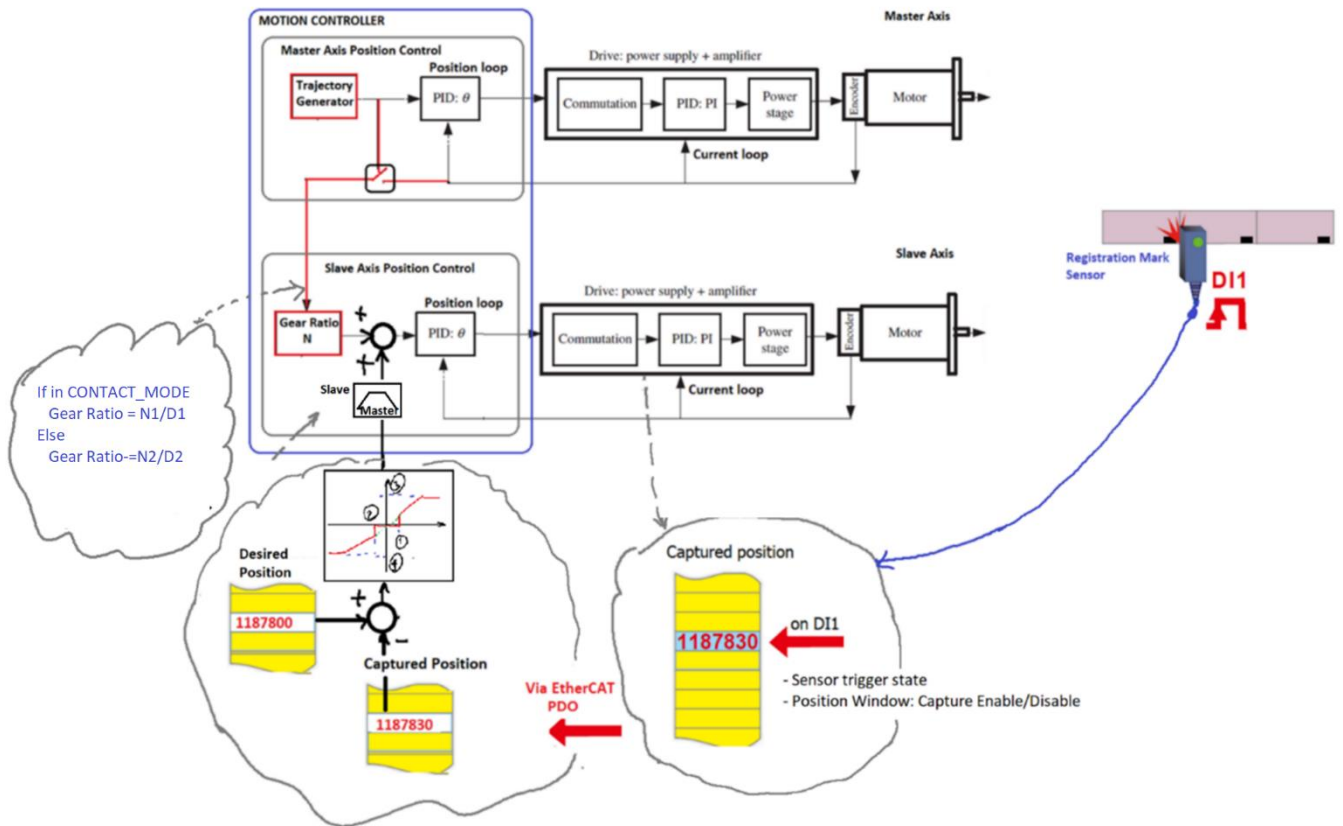 MOTION CONTROLLER
Master Axis
Master Axis Position Control
Position loop
Drive: power supply + amplifier
Trajectory
Generator
PID: θ
Commutation
PID: PI
Power
stage
Encoder
Motor
Current loop
Registration Mark
Sensor
DI1
Slave Axis Position Control
Slave Axis
Position loop
Drive: power supply + amplifier
Gear Ratio
N
+
+
PID: θ
Commutation
PID: PI
Power
stage
Encoder
Motor
Current loop
Slave
Master
If in CONTACT_MODE
Gear Ratio = N1/D1
Else
Gear Ratio-=N2/D2
Desired
Position
1187800
+
-
Captured Position
1187830
Via EtherCAT
PDO
Captured position
1187830
on DI1
- Sensor trigger state
- Position Window: Capture Enable/Disable